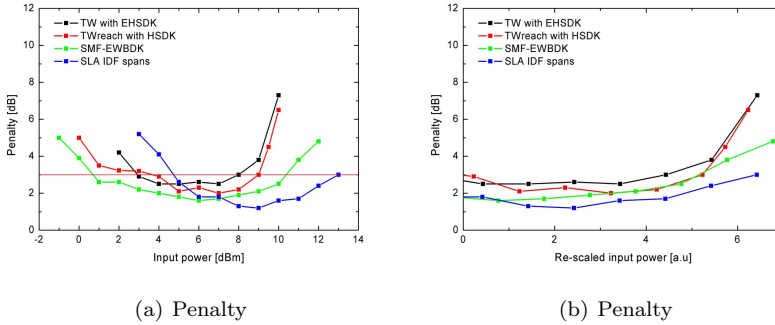 12
10
8
6
4
2
0
Penalty [dB]
TW with EHSDK
TWreach with HSDK
SMF-EWBDK
SLA IDF spans
-2 0 2 4 6 8 10 12 14
Input power [dBm]
(a) Penalty
12
10
8
6
4
2
0
Penalty [dB]
TW with EHSDK
TWreach with HSDK
SMF-EWBDK
SLA IDF spans
0 2 4 6
Re-scaled input power [a.u]
(b) Penalty